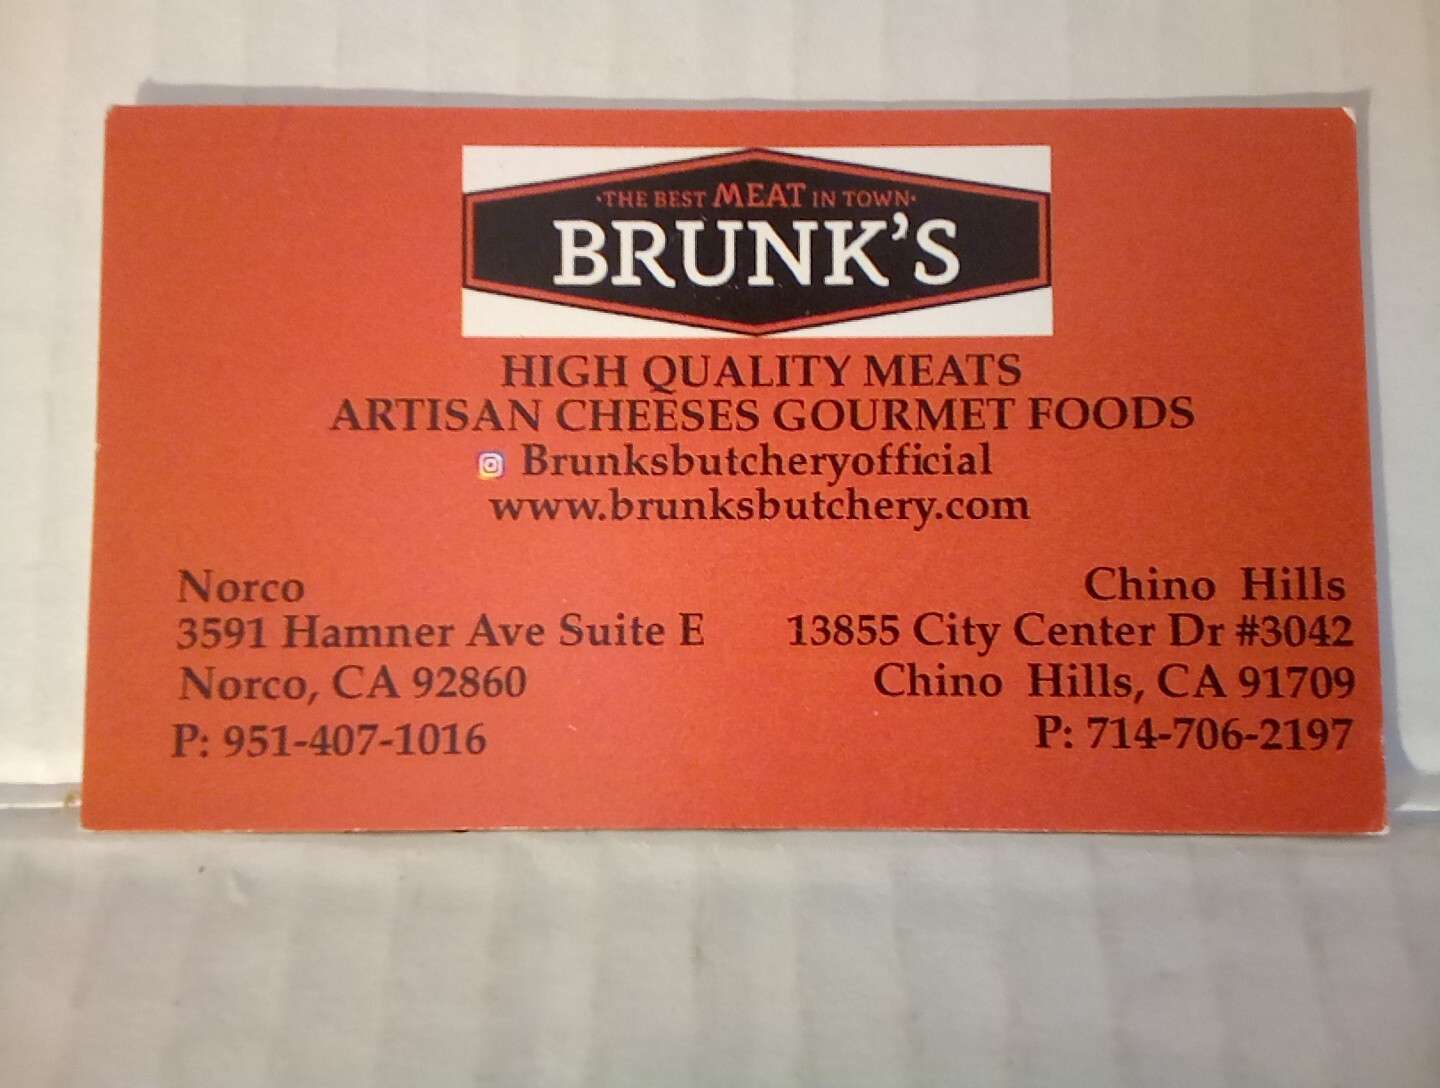 ·THE BEST MEAT IN TOWN·
BRUNK'S
HIGH QUALITY MEATS
ARTISAN CHEESES GOURMET FOODS
Brunksbutcheryofficial
www.brunksbutchery.com
Norco
3591 Hamner Ave Suite E
Norco, CA 92860
P: 951-407-1016
Chino Hills
13855 City Center Dr #3042
Chino Hills, CA 91709
P: 714-706-2197